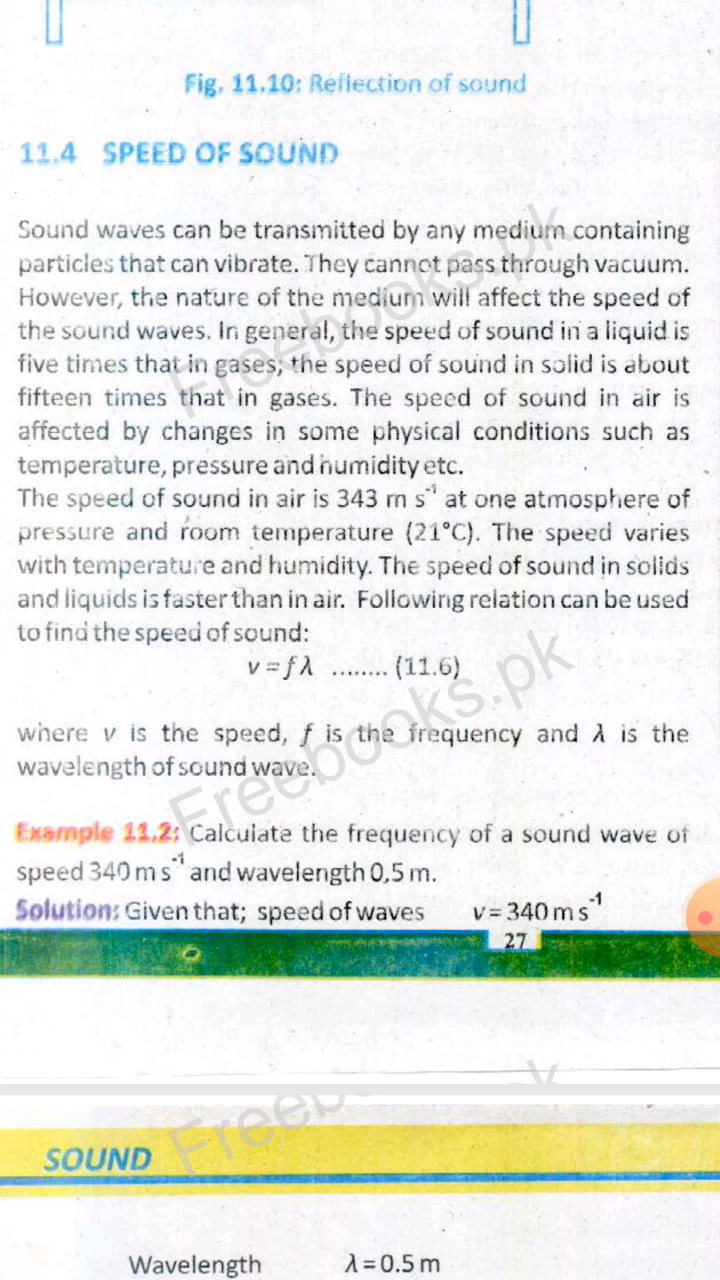 Fig. 11.10: Reflection of sound
11.4 SPEED OF SOUND
Sound waves can be transmitted by any medium containing
particles that can vibrate. They cannot pass through vacuum.
However, the nature of the medium will affect the speed of
the sound waves. In general, the speed of sound in a liquid is
five times that in gases; the speed of sound in solid is about
fifteen times that in gases. The speed of sound in air is
affected by changes in some physical conditions such as
temperature, pressure and humidity etc.
The speed of sound in air is 343 m s⁻¹ at one atmosphere of
pressure and room temperature (21°C). The speed varies
with temperature and humidity. The speed of sound in solids
and liquids is faster than in air. Following relation can be used
to find the speed of sound:
v = f λ ........ (11.6)
where v is the speed, f is the frequency and λ is the
wavelength of sound wave.
Example 11.2: Calculate the frequency of a sound wave of
speed 340 m s⁻¹ and wavelength 0.5 m.
Solution: Given that; speed of waves v = 340 m s⁻¹
27
SOUND
Wavelength λ = 0.5 m
Freebooks.pk
Freebooks.pk